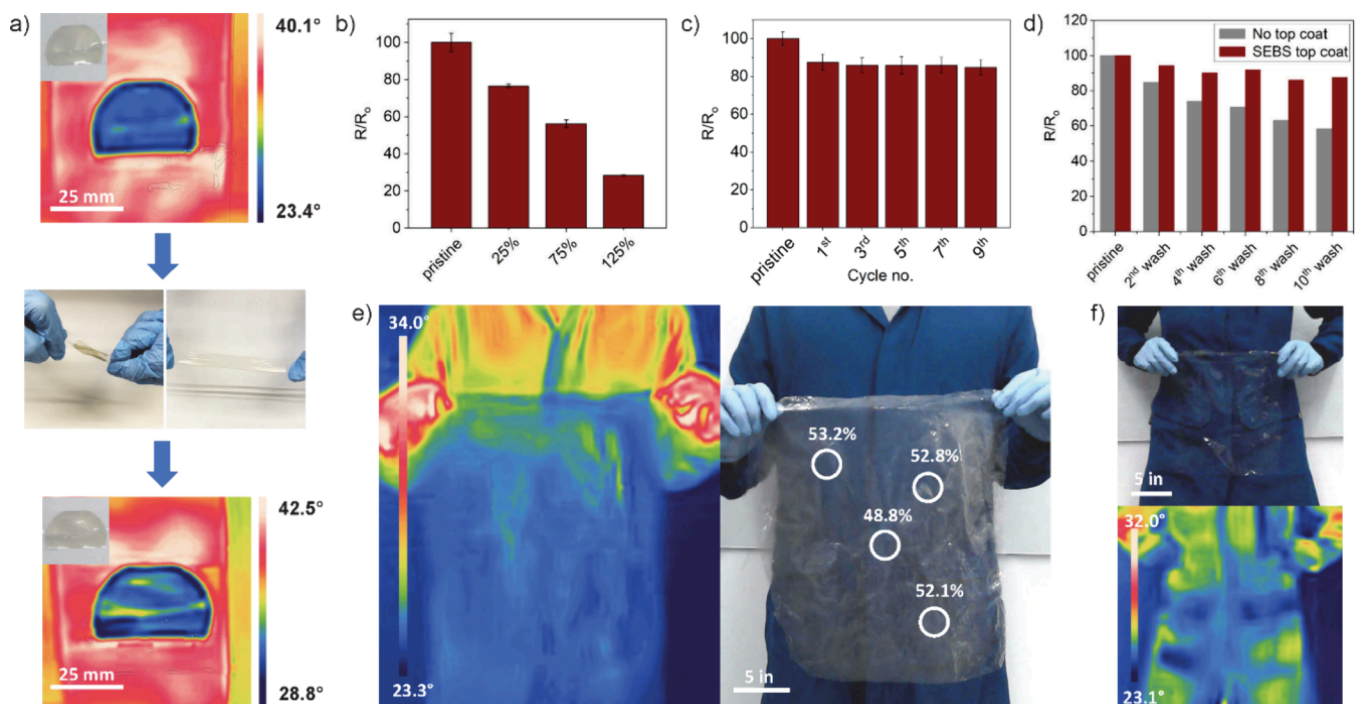 a)
40.1°
25 mm
23.4°
42.5°
25 mm
28.8°
b)
R/Ro
100
80
60
40
20
0
pristine
25%
75%
125%
c)
R/Ro
100
80
60
40
20
0
pristine
1st
3rd
5th
7th
9th
Cycle no.
d)
R/Ro
120
100
80
60
40
20
0
No top coat
SEBS top coat
pristine
2nd wash
4th wash
6th wash
8th wash
10th wash
e)
34.0°
23.3°
53.2%
52.8%
48.8%
52.1%
5 in
f)
5 in
32.0°
23.1°